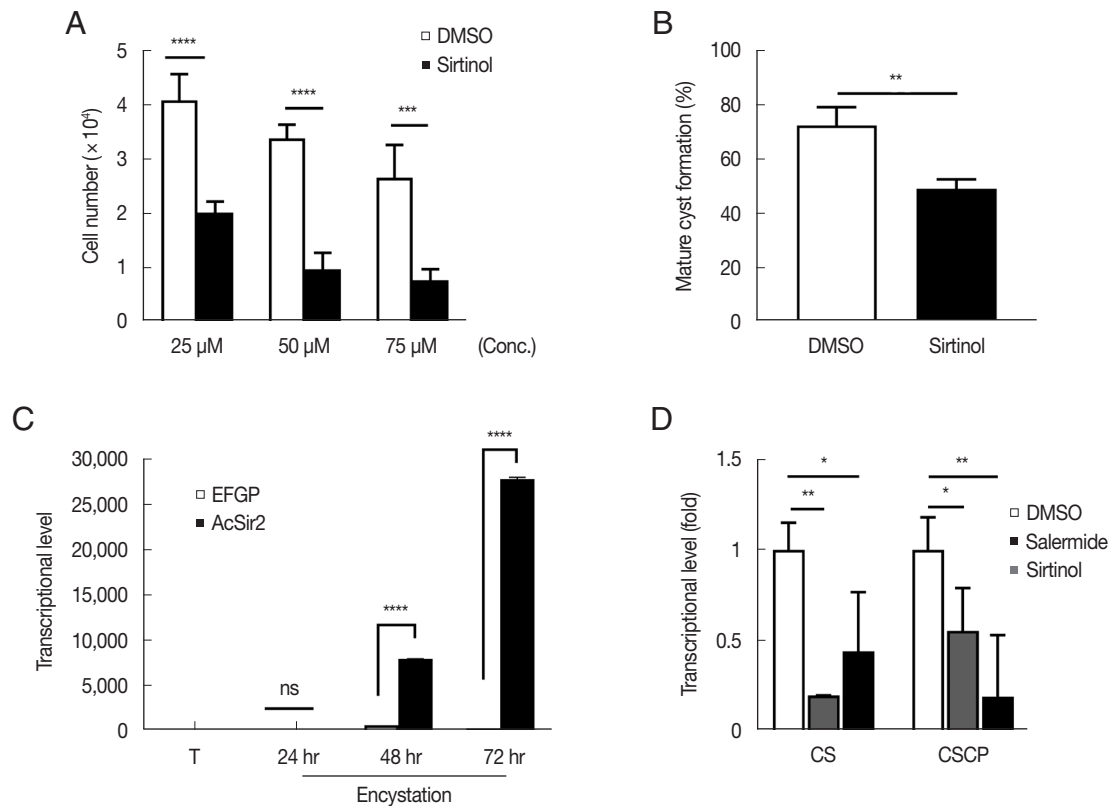 A
****
****
***
DMSO
Sirtinol
5
4
3
2
1
0
Cell number (×10⁴)
25 µM 50 µM 75 µM (Conc.)
B
**
100
80
60
40
20
0
Mature cyst formation (%)
DMSO Sirtinol
C
****
****
ns
EFGP
AcSir2
30,000
25,000
20,000
15,000
10,000
5,000
0
Transcriptional level
T 24 hr 48 hr 72 hr
Encystation
D
* **
** *
DMSO
Salermide
Sirtinol
1.5
1
0.5
0
Transcriptional level (fold)
CS CSCP